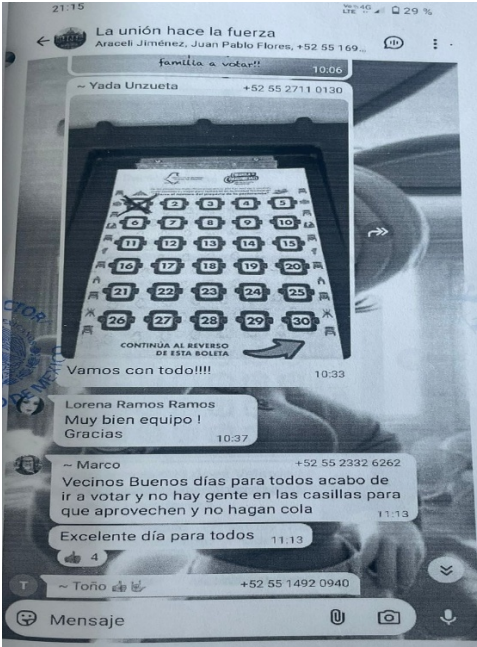 21:15
4G
LTE
29 %
La unión hace la fuerza
Araceli Jiménez, Juan Pablo Flores, +52 55 169...
familia a votar!!
10:06
~ Yada Unzueta +52 55 2711 0130
2 3 4 5
6 7 8 9 10
11 12 13 14 15
16 17 18 19 20
21 22 23 24 25
26 27 28 29 30
CONTINÚA AL REVERSO
DE ESTA BOLETA
Vamos con todo!!!!
10:33
Lorena Ramos Ramos
Muy bien equipo !
Gracias
10:37
~ Marco +52 55 2332 6262
Vecinos Buenos días para todos acabo de
ir a votar y no hay gente en las casillas para
que aprovechen y no hagan cola
11:13
Excelente día para todos
11:13
👍 4
T
~ Toño 👍 +52 55 1492 0940
Mensaje